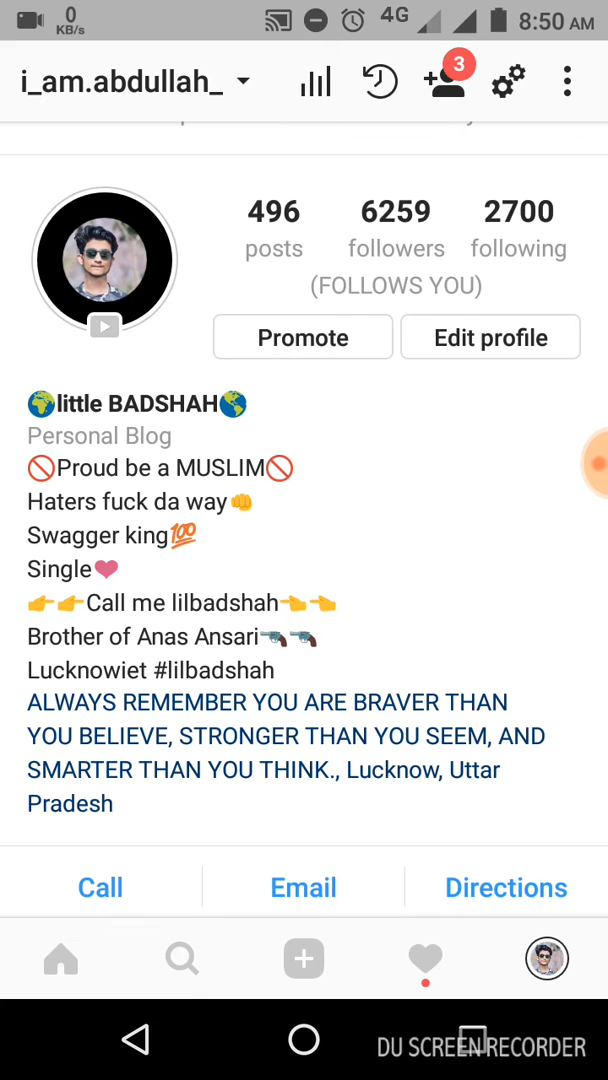 0
KB/s
4G
8:50 AM
i_am.abdullah_
3
496 6259 2700
posts followers following
(FOLLOWS YOU)
Promote Edit profile
🌍little BADSHAH🌎
Personal Blog
🚫Proud be a MUSLIM🚫
Haters fuck da way👊
Swagger king💯
Single❤
👉👉Call me lilbadshah👈👈
Brother of Anas Ansari🔫🔫
Lucknowiet #lilbadshah
ALWAYS REMEMBER YOU ARE BRAVER THAN
YOU BELIEVE, STRONGER THAN YOU SEEM, AND
SMARTER THAN YOU THINK., Lucknow, Uttar
Pradesh
Call Email Directions
DU SCREEN RECORDER